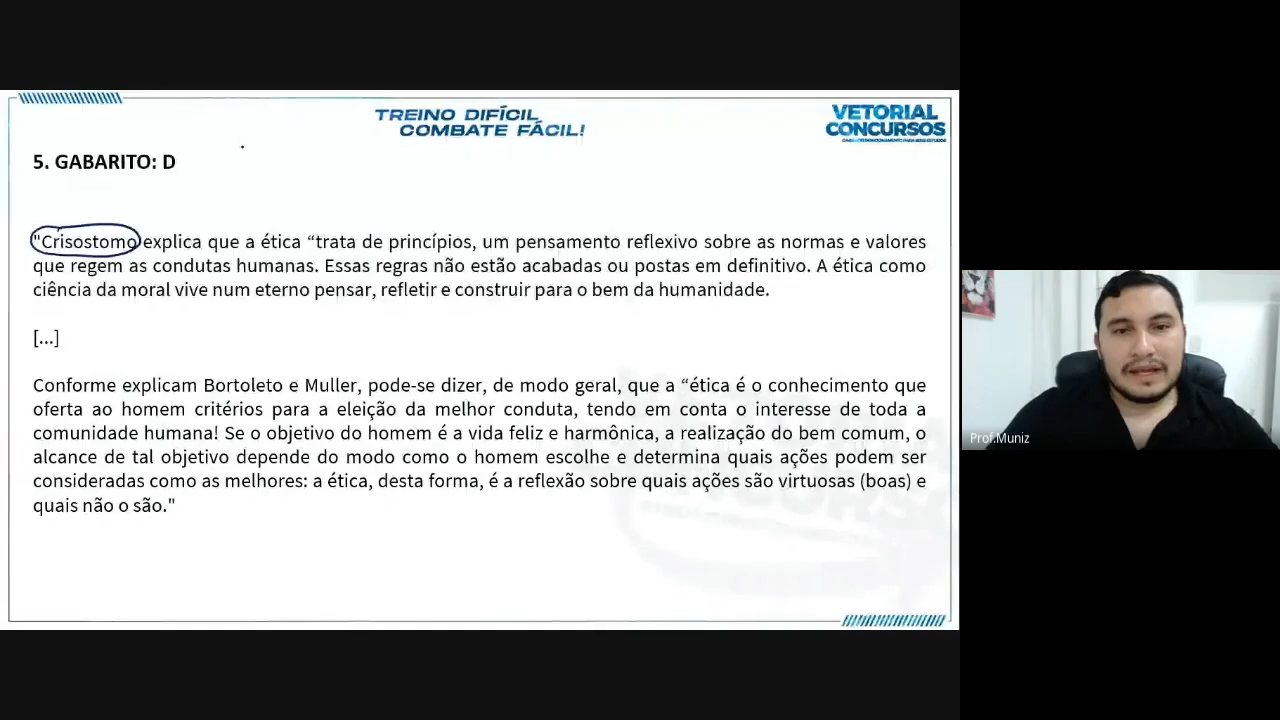 TREINO DIFÍCIL
COMBATE FÁCIL!
VETORIAL
CONCURSOS
5. GABARITO: D
"Crisostomo explica que a ética “trata de princípios, um pensamento reflexivo sobre as normas e valores
que regem as condutas humanas. Essas regras não estão acabadas ou postas em definitivo. A ética como
ciência da moral vive num eterno pensar, refletir e construir para o bem da humanidade.
[...]
Conforme explicam Bortoleto e Muller, pode-se dizer, de modo geral, que a “ética é o conhecimento que
oferta ao homem critérios para a eleição da melhor conduta, tendo em conta o interesse de toda a
comunidade humana! Se o objetivo do homem é a vida feliz e harmônica, a realização do bem comum, o
alcance de tal objetivo depende do modo como o homem escolhe e determina quais ações podem ser
consideradas como as melhores: a ética, desta forma, é a reflexão sobre quais ações são virtuosas (boas) e
quais não o são."
Prof.Muniz